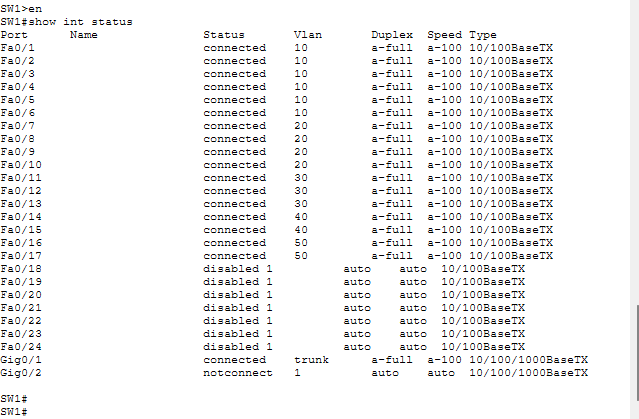 SW1>en
SW1#show int status
Port      Name               Status       Vlan       Duplex  Speed Type
Fa0/1                        connected    10         a-full  a-100 10/100BaseTX
Fa0/2                        connected    10         a-full  a-100 10/100BaseTX
Fa0/3                        connected    10         a-full  a-100 10/100BaseTX
Fa0/4                        connected    10         a-full  a-100 10/100BaseTX
Fa0/5                        connected    10         a-full  a-100 10/100BaseTX
Fa0/6                        connected    10         a-full  a-100 10/100BaseTX
Fa0/7                        connected    20         a-full  a-100 10/100BaseTX
Fa0/8                        connected    20         a-full  a-100 10/100BaseTX
Fa0/9                        connected    20         a-full  a-100 10/100BaseTX
Fa0/10                       connected    20         a-full  a-100 10/100BaseTX
Fa0/11                       connected    30         a-full  a-100 10/100BaseTX
Fa0/12                       connected    30         a-full  a-100 10/100BaseTX
Fa0/13                       connected    30         a-full  a-100 10/100BaseTX
Fa0/14                       connected    40         a-full  a-100 10/100BaseTX
Fa0/15                       connected    40         a-full  a-100 10/100BaseTX
Fa0/16                       connected    50         a-full  a-100 10/100BaseTX
Fa0/17                       connected    50         a-full  a-100 10/100BaseTX
Fa0/18                       disabled 1          auto    auto  10/100BaseTX
Fa0/19                       disabled 1          auto    auto  10/100BaseTX
Fa0/20                       disabled 1          auto    auto  10/100BaseTX
Fa0/21                       disabled 1          auto    auto  10/100BaseTX
Fa0/22                       disabled 1          auto    auto  10/100BaseTX
Fa0/23                       disabled 1          auto    auto  10/100BaseTX
Fa0/24                       disabled 1          auto    auto  10/100BaseTX
Gig0/1                       connected    trunk      a-full  a-100 10/100/1000BaseTX
Gig0/2                       notconnect   1          auto    auto  10/100/1000BaseTX
SW1#
SW1#